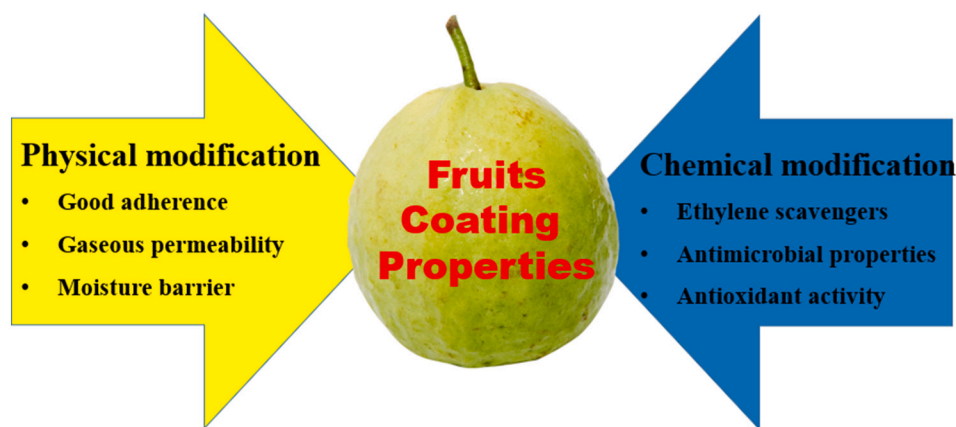 Physical modification
• Good adherence
• Gaseous permeability
• Moisture barrier
Fruits
Coating
Properties
Chemical modification
• Ethylene scavengers
• Antimicrobial properties
• Antioxidant activity